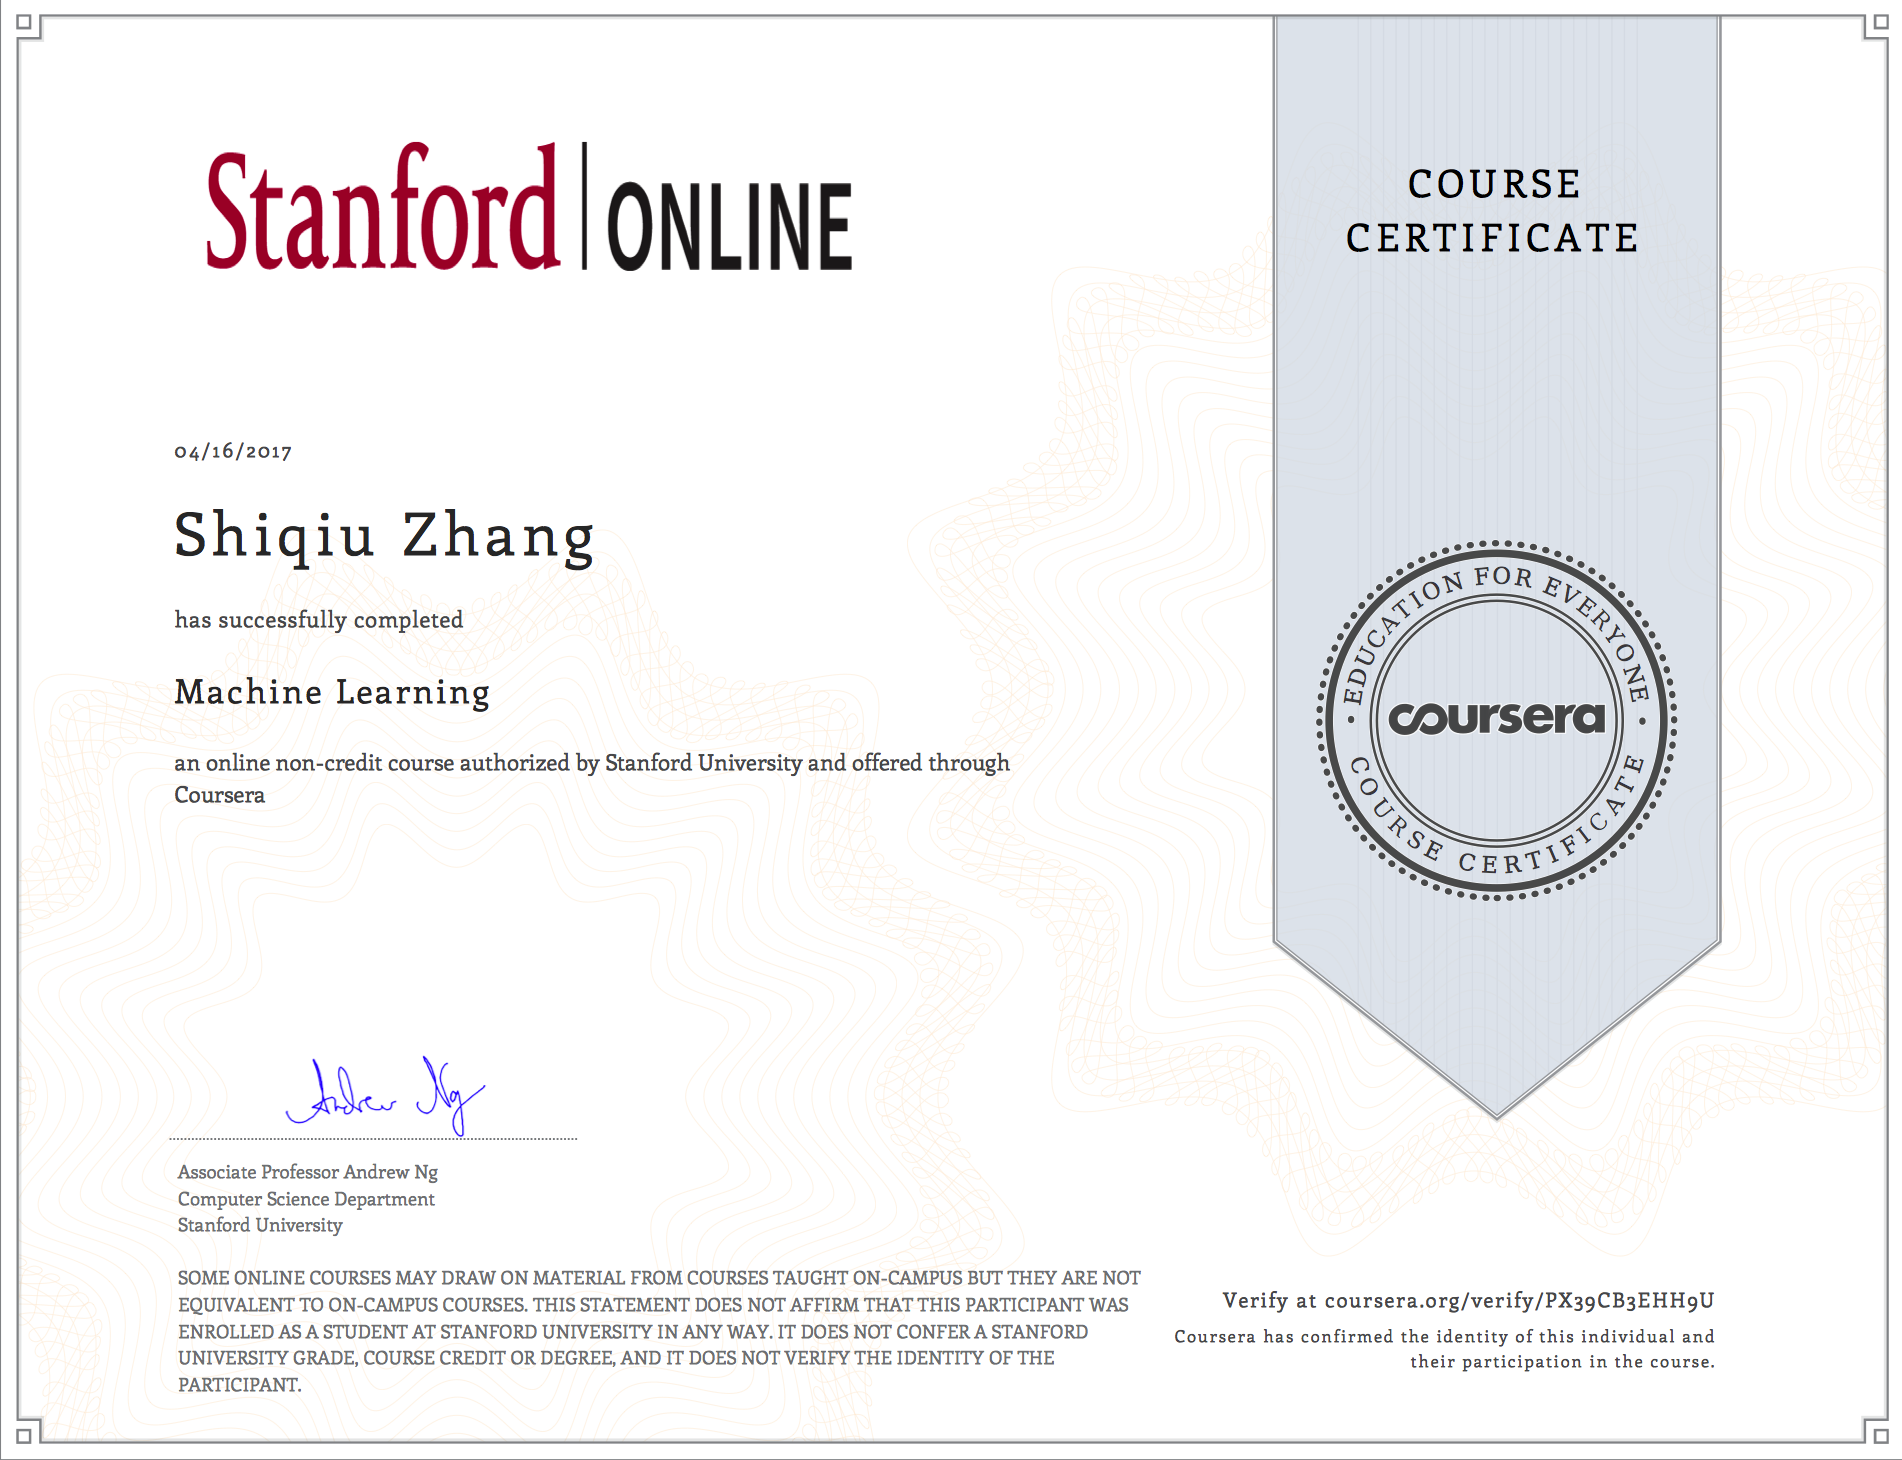 Stanford | ONLINE
COURSE
CERTIFICATE
04/16/2017
Shiqiu Zhang
has successfully completed
Machine Learning
an online non-credit course authorized by Stanford University and offered through
Coursera
EDUCATION FOR EVERYONE
coursera
COURSE CERTIFICATE
Andrew Ng
Associate Professor Andrew Ng
Computer Science Department
Stanford University
SOME ONLINE COURSES MAY DRAW ON MATERIAL FROM COURSES TAUGHT ON-CAMPUS BUT THEY ARE NOT
EQUIVALENT TO ON-CAMPUS COURSES. THIS STATEMENT DOES NOT AFFIRM THAT THIS PARTICIPANT WAS
ENROLLED AS A STUDENT AT STANFORD UNIVERSITY IN ANY WAY. IT DOES NOT CONFER A STANFORD
UNIVERSITY GRADE, COURSE CREDIT OR DEGREE, AND IT DOES NOT VERIFY THE IDENTITY OF THE
PARTICIPANT.
Verify at coursera.org/verify/PX39CB3EHH9U
Coursera has confirmed the identity of this individual and
their participation in the course.